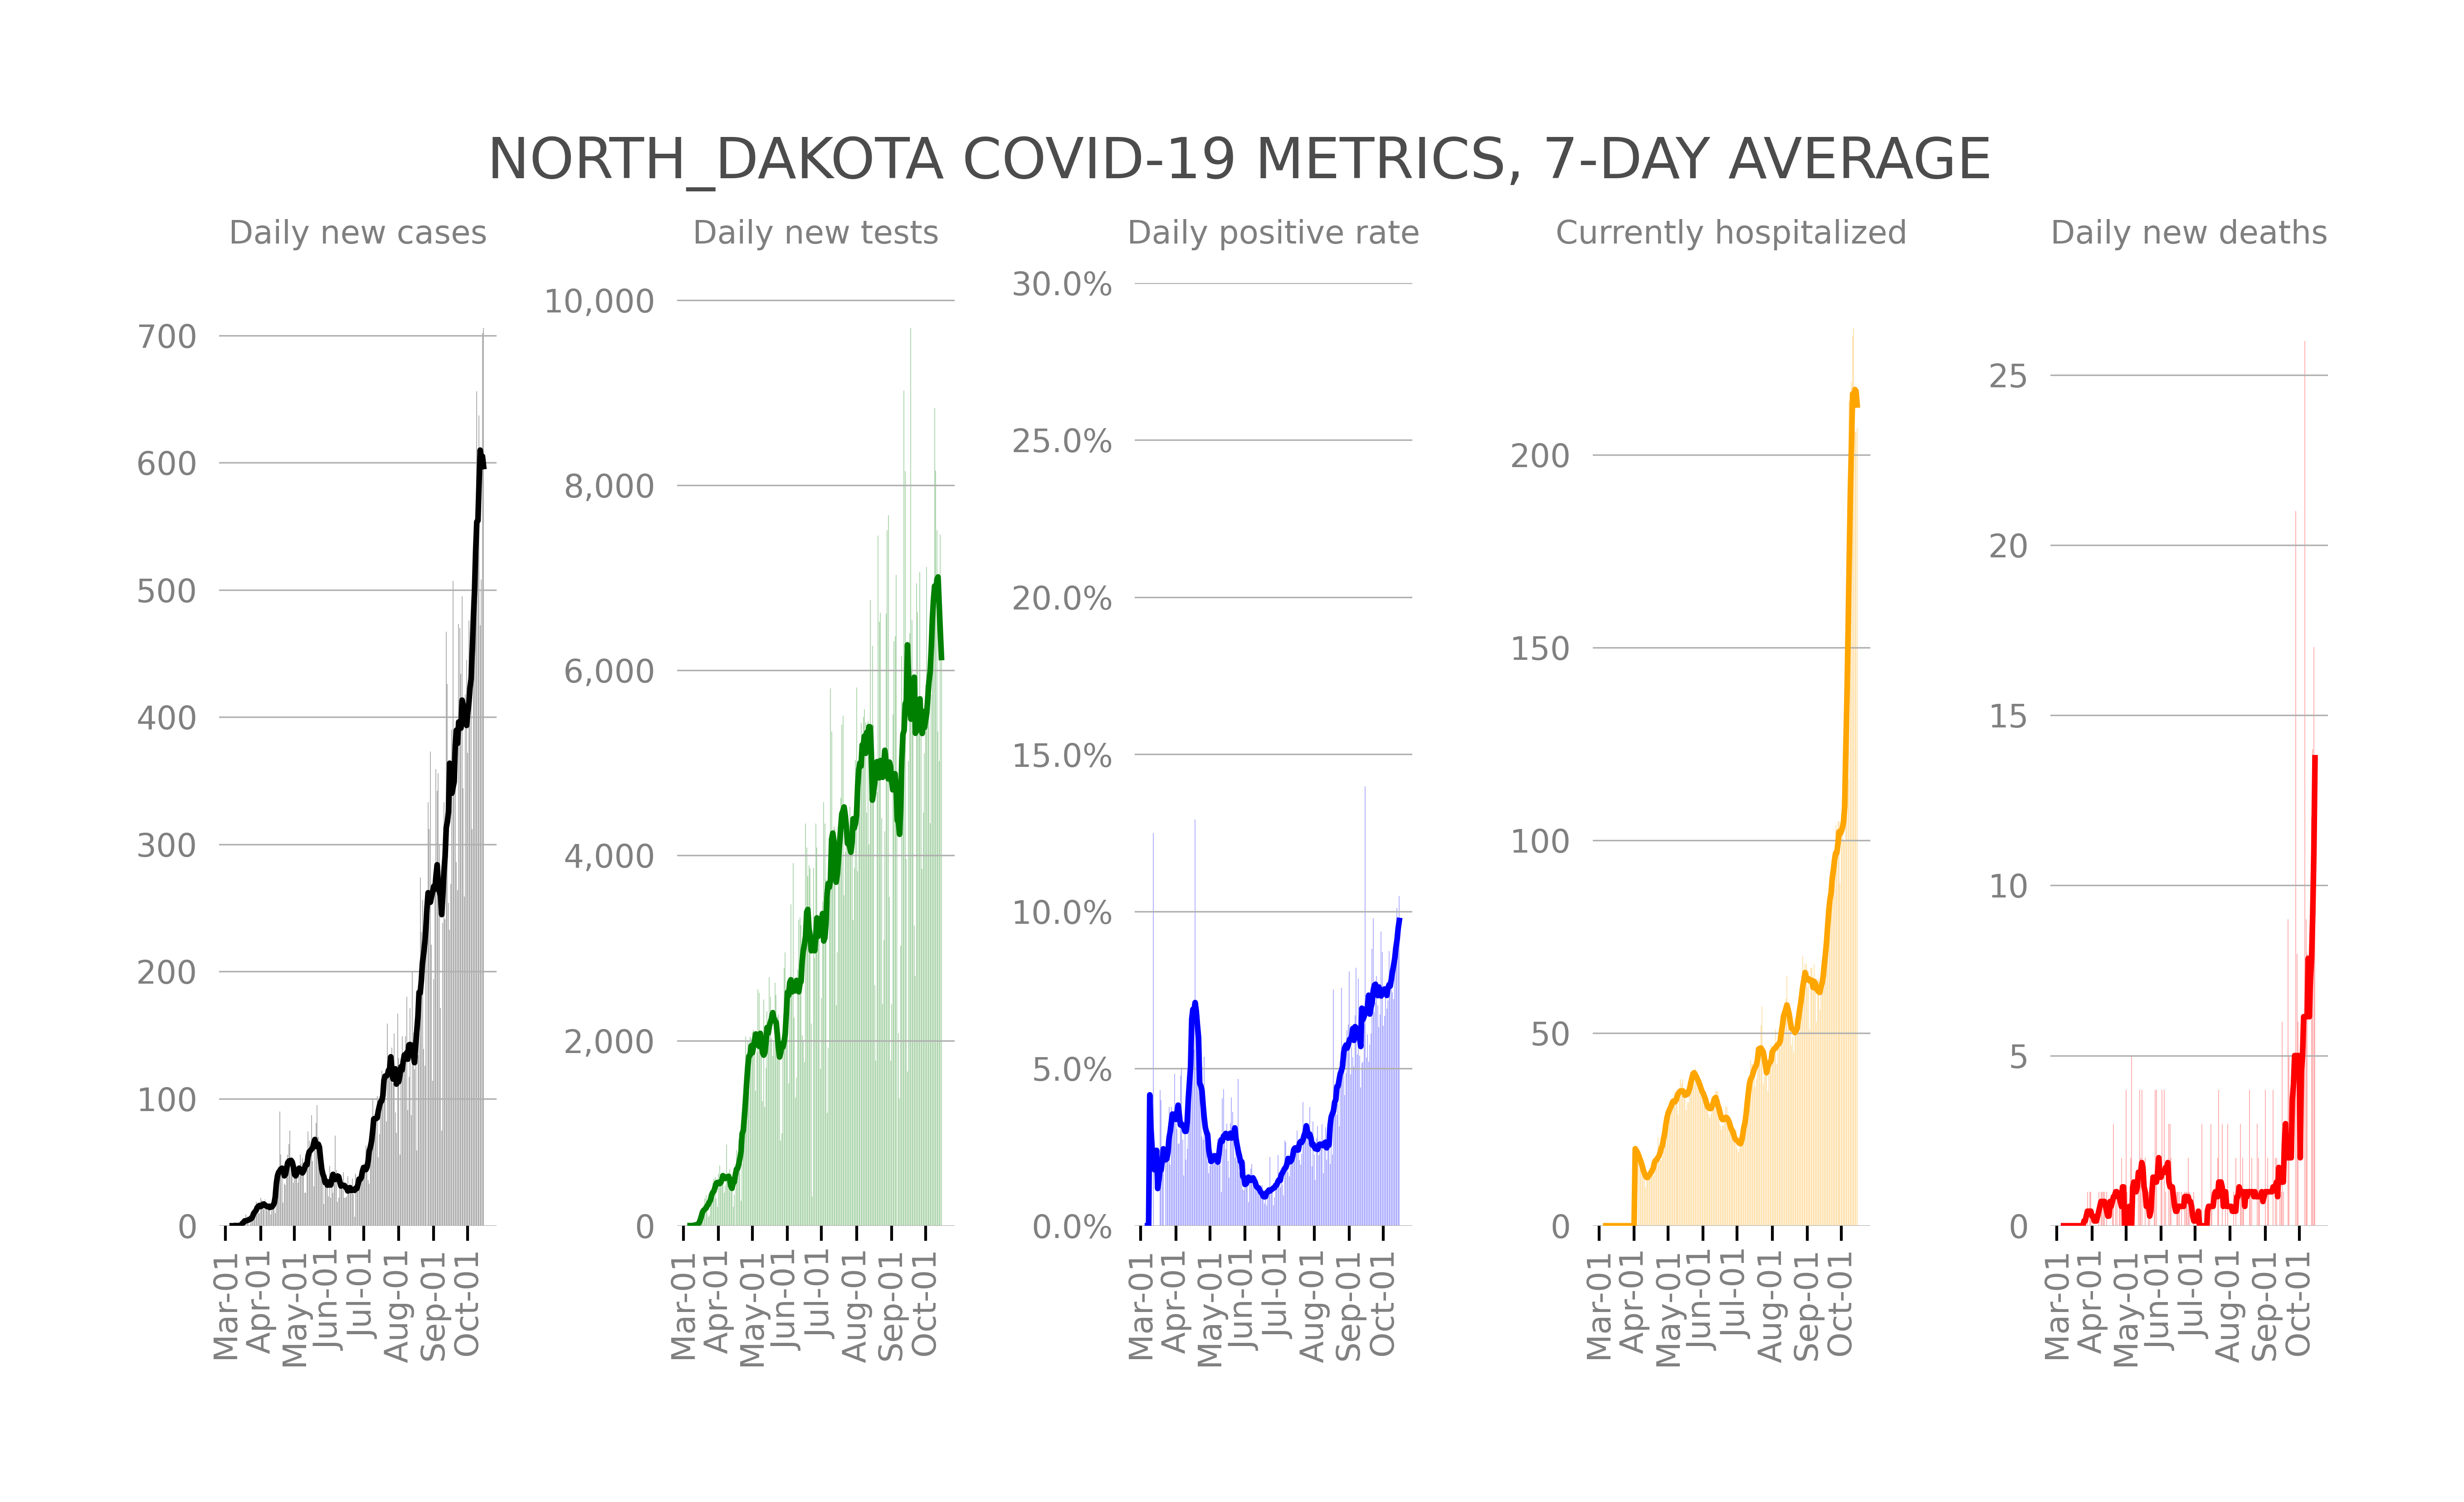 NORTH_DAKOTA COVID-19 METRICS, 7-DAY AVERAGE
Daily new cases
700
600
500
400
300
200
100
0
Mar-01
Apr-01
May-01
Jun-01
Jul-01
Aug-01
Sep-01
Oct-01
Daily new tests
10,000
8,000
6,000
4,000
2,000
0
Mar-01
Apr-01
May-01
Jun-01
Jul-01
Aug-01
Sep-01
Oct-01
Daily positive rate
30.0%
25.0%
20.0%
15.0%
10.0%
5.0%
0.0%
Mar-01
Apr-01
May-01
Jun-01
Jul-01
Aug-01
Sep-01
Oct-01
Currently hospitalized
200
150
100
50
0
Mar-01
Apr-01
May-01
Jun-01
Jul-01
Aug-01
Sep-01
Oct-01
Daily new deaths
25
20
15
10
5
0
Mar-01
Apr-01
May-01
Jun-01
Jul-01
Aug-01
Sep-01
Oct-01